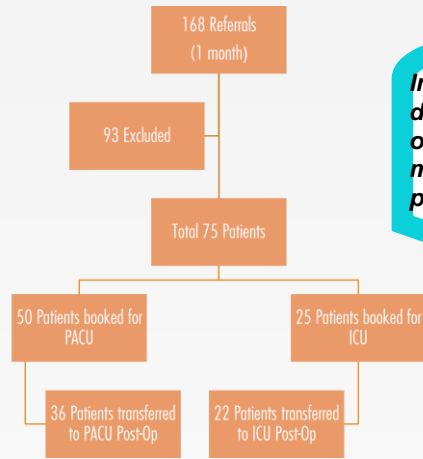 168 Referrals
(1 month)
93 Excluded
Total 75 Patients
50 Patients booked for
PACU
25 Patients booked for
ICU
36 Patients transferred
to PACU Post-Op
22 Patients transferred
to ICU Post-Op